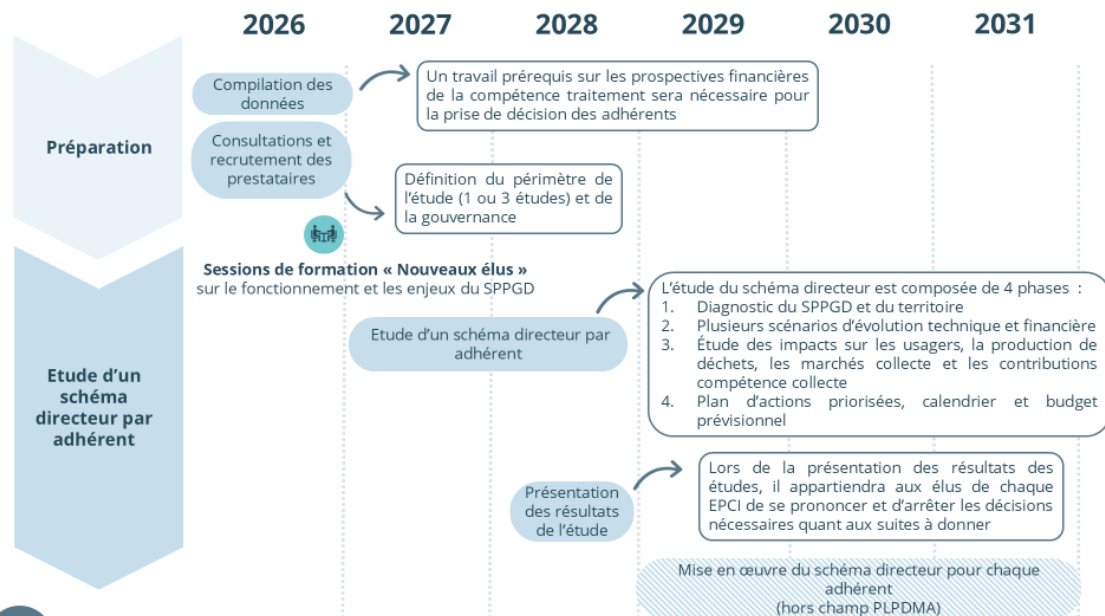 2026 2027 2028 2029 2030 2031
Préparation
Compilation des
données
Un travail prérequis sur les prospectives financières
de la compétence traitement sera nécessaire pour
la prise de décision des adhérents
Consultations et
recrutement des
prestataires
Définition du périmètre de
l'étude (1 ou 3 études) et de
la gouvernance
Sessions de formation « Nouveaux élus »
sur le fonctionnement et les enjeux du SPPGD
Etude d'un
schéma
directeur par
adhérent
Etude d'un schéma directeur par
adhérent
L'étude du schéma directeur est composée de 4 phases :
1. Diagnostic du SPPGD et du territoire
2. Plusieurs scénarios d'évolution technique et financière
3. Étude des impacts sur les usagers, la production de
déchets, les marchés collecte et les contributions
compétence collecte
4. Plan d'actions priorisées, calendrier et budget
prévisionnel
Présentation
des résultats
de l'étude
Lors de la présentation des résultats des
études, il appartiendra aux élus de chaque
EPCI de se prononcer et d'arrêter les décisions
nécessaires quant aux suites à donner
Mise en œuvre du schéma directeur pour chaque
adhérent
(hors champ PLPDMA)